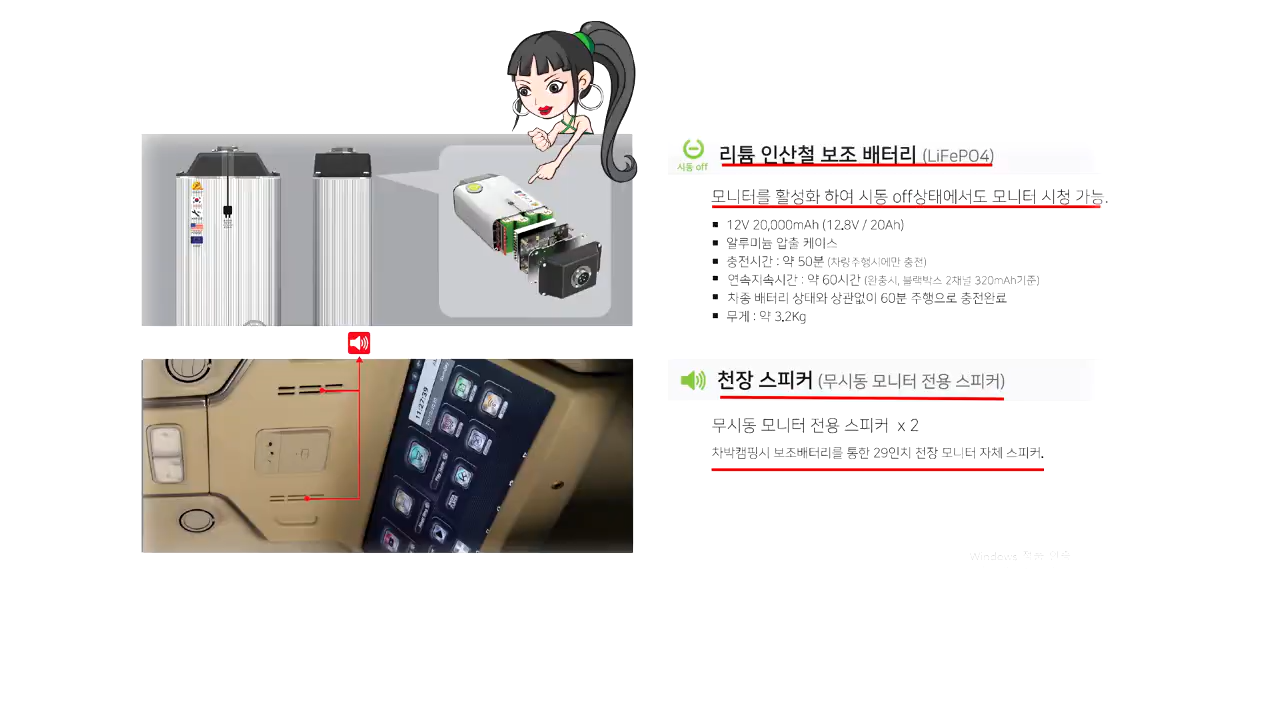 시동 off
리튬 인산철 보조 배터리 (LiFePO4)
모니터를 활성화 하여 시동 off상태에서도 모니터 시청 가능.
12V 20,000mAh (12.8V / 20Ah)
알루미늄 압출 케이스
충전시간 : 약 50분 (차량주행시에만 충전)
연속지속시간 : 약 60시간 (완충시, 블랙박스 2채널 320mAh기준)
차종 배터리 상태와 상관없이 60분 주행으로 충전완료
무게 : 약 3.2Kg
11:27:39
천장 스피커 (무시동 모니터 전용 스피커)
무시동 모니터 전용 스피커 x 2
차박캠핑시 보조배터리를 통한 29인치 천장 모니터 자체 스피커.
Windows